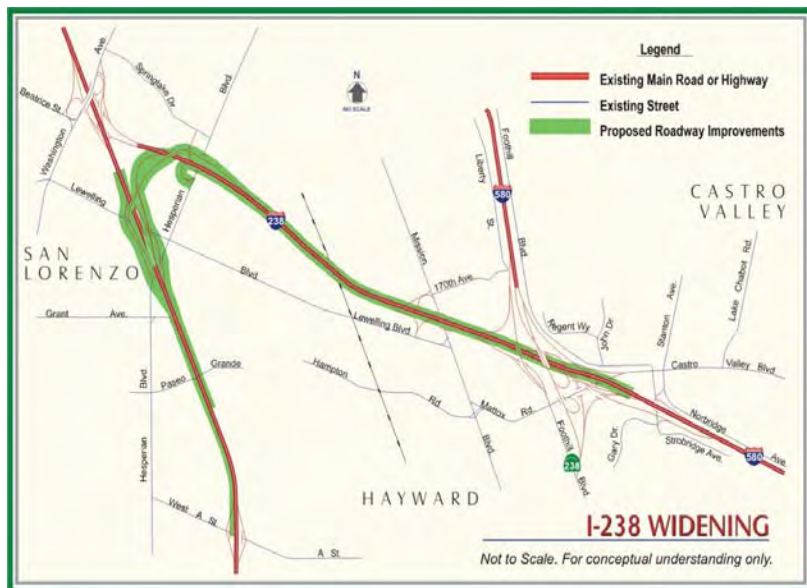 Legend
Existing Main Road or Highway
Existing Street
Proposed Roadway Improvements
N
NO SCALE
Ave.
Springlake Dr.
Blvd.
Beatrice St.
Washington
Lewelling
Hesperian
238
Liberty
St.
Foothill
580
Blvd.
CASTRO
VALLEY
SAN
LORENZO
Mission
170th Ave.
Blvd.
Lewelling Blvd.
Regent Wy
John Dr.
Stanton Ave.
Lake Chabot Rd.
Grant Ave.
Castro Valley Blvd.
Paseo Grande
Blvd.
Hampton Rd.
Mattox Rd.
Norbridge Ave.
Hesperian
Blvd.
Foothill
Blvd.
238
Gary Dr.
Strobridge Ave.
580
HAYWARD
West A St.
A St.
I-238 WIDENING
Not to Scale. For conceptual understanding only.